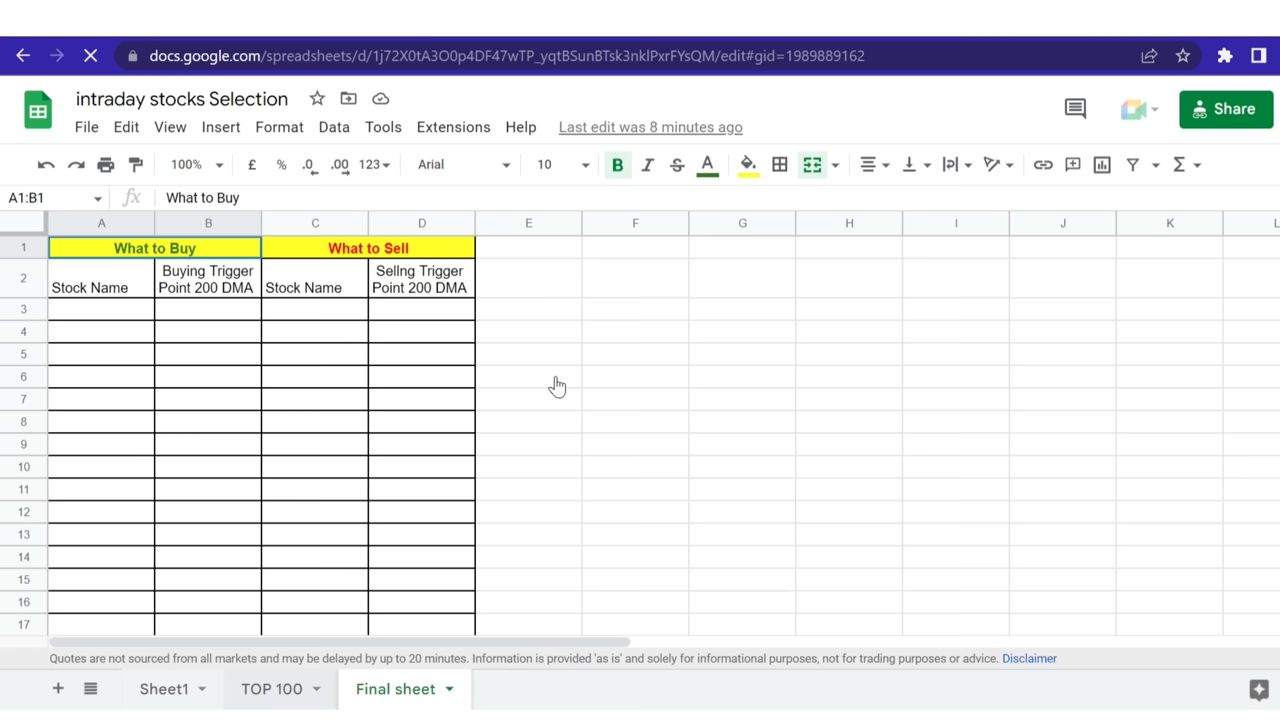 docs.google.com/spreadsheets/d/1j72X0tA3O0p4DF47wTP_yqtBSunBTsk3nklPxrFYsQM/edit#gid=1989889162
intraday stocks Selection
Share
File Edit View Insert Format Data Tools Extensions Help Last edit was 8 minutes ago
100% £ % .0 .00 123 Arial 10 B I S A Σ
A1:B1 fx What to Buy
A B C D E F G H I J K L
1 What to Buy What to Sell
2 Stock Name Buying Trigger Point 200 DMA Stock Name Sellng Trigger Point 200 DMA
3
4
5
6
7
8
9
10
11
12
13
14
15
16
17
Quotes are not sourced from all markets and may be delayed by up to 20 minutes. Information is provided 'as is' and solely for informational purposes, not for trading purposes or advice. Disclaimer
+ Sheet1 TOP 100 Final sheet